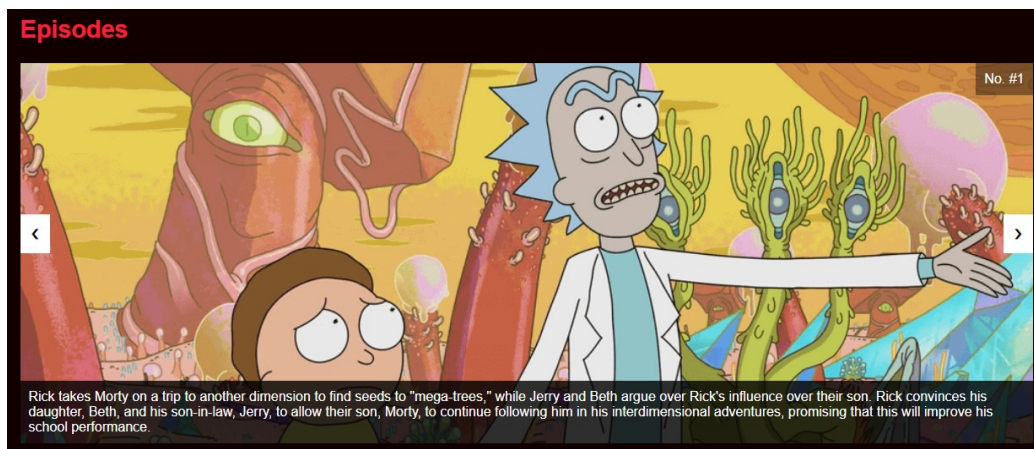 Episodes
No. #1
‹
›
Rick takes Morty on a trip to another dimension to find seeds to "mega-trees," while Jerry and Beth argue over Rick's influence over their son. Rick convinces his
daughter, Beth, and his son-in-law, Jerry, to allow their son, Morty, to continue following him in his interdimensional adventures, promising that this will improve his
school performance.